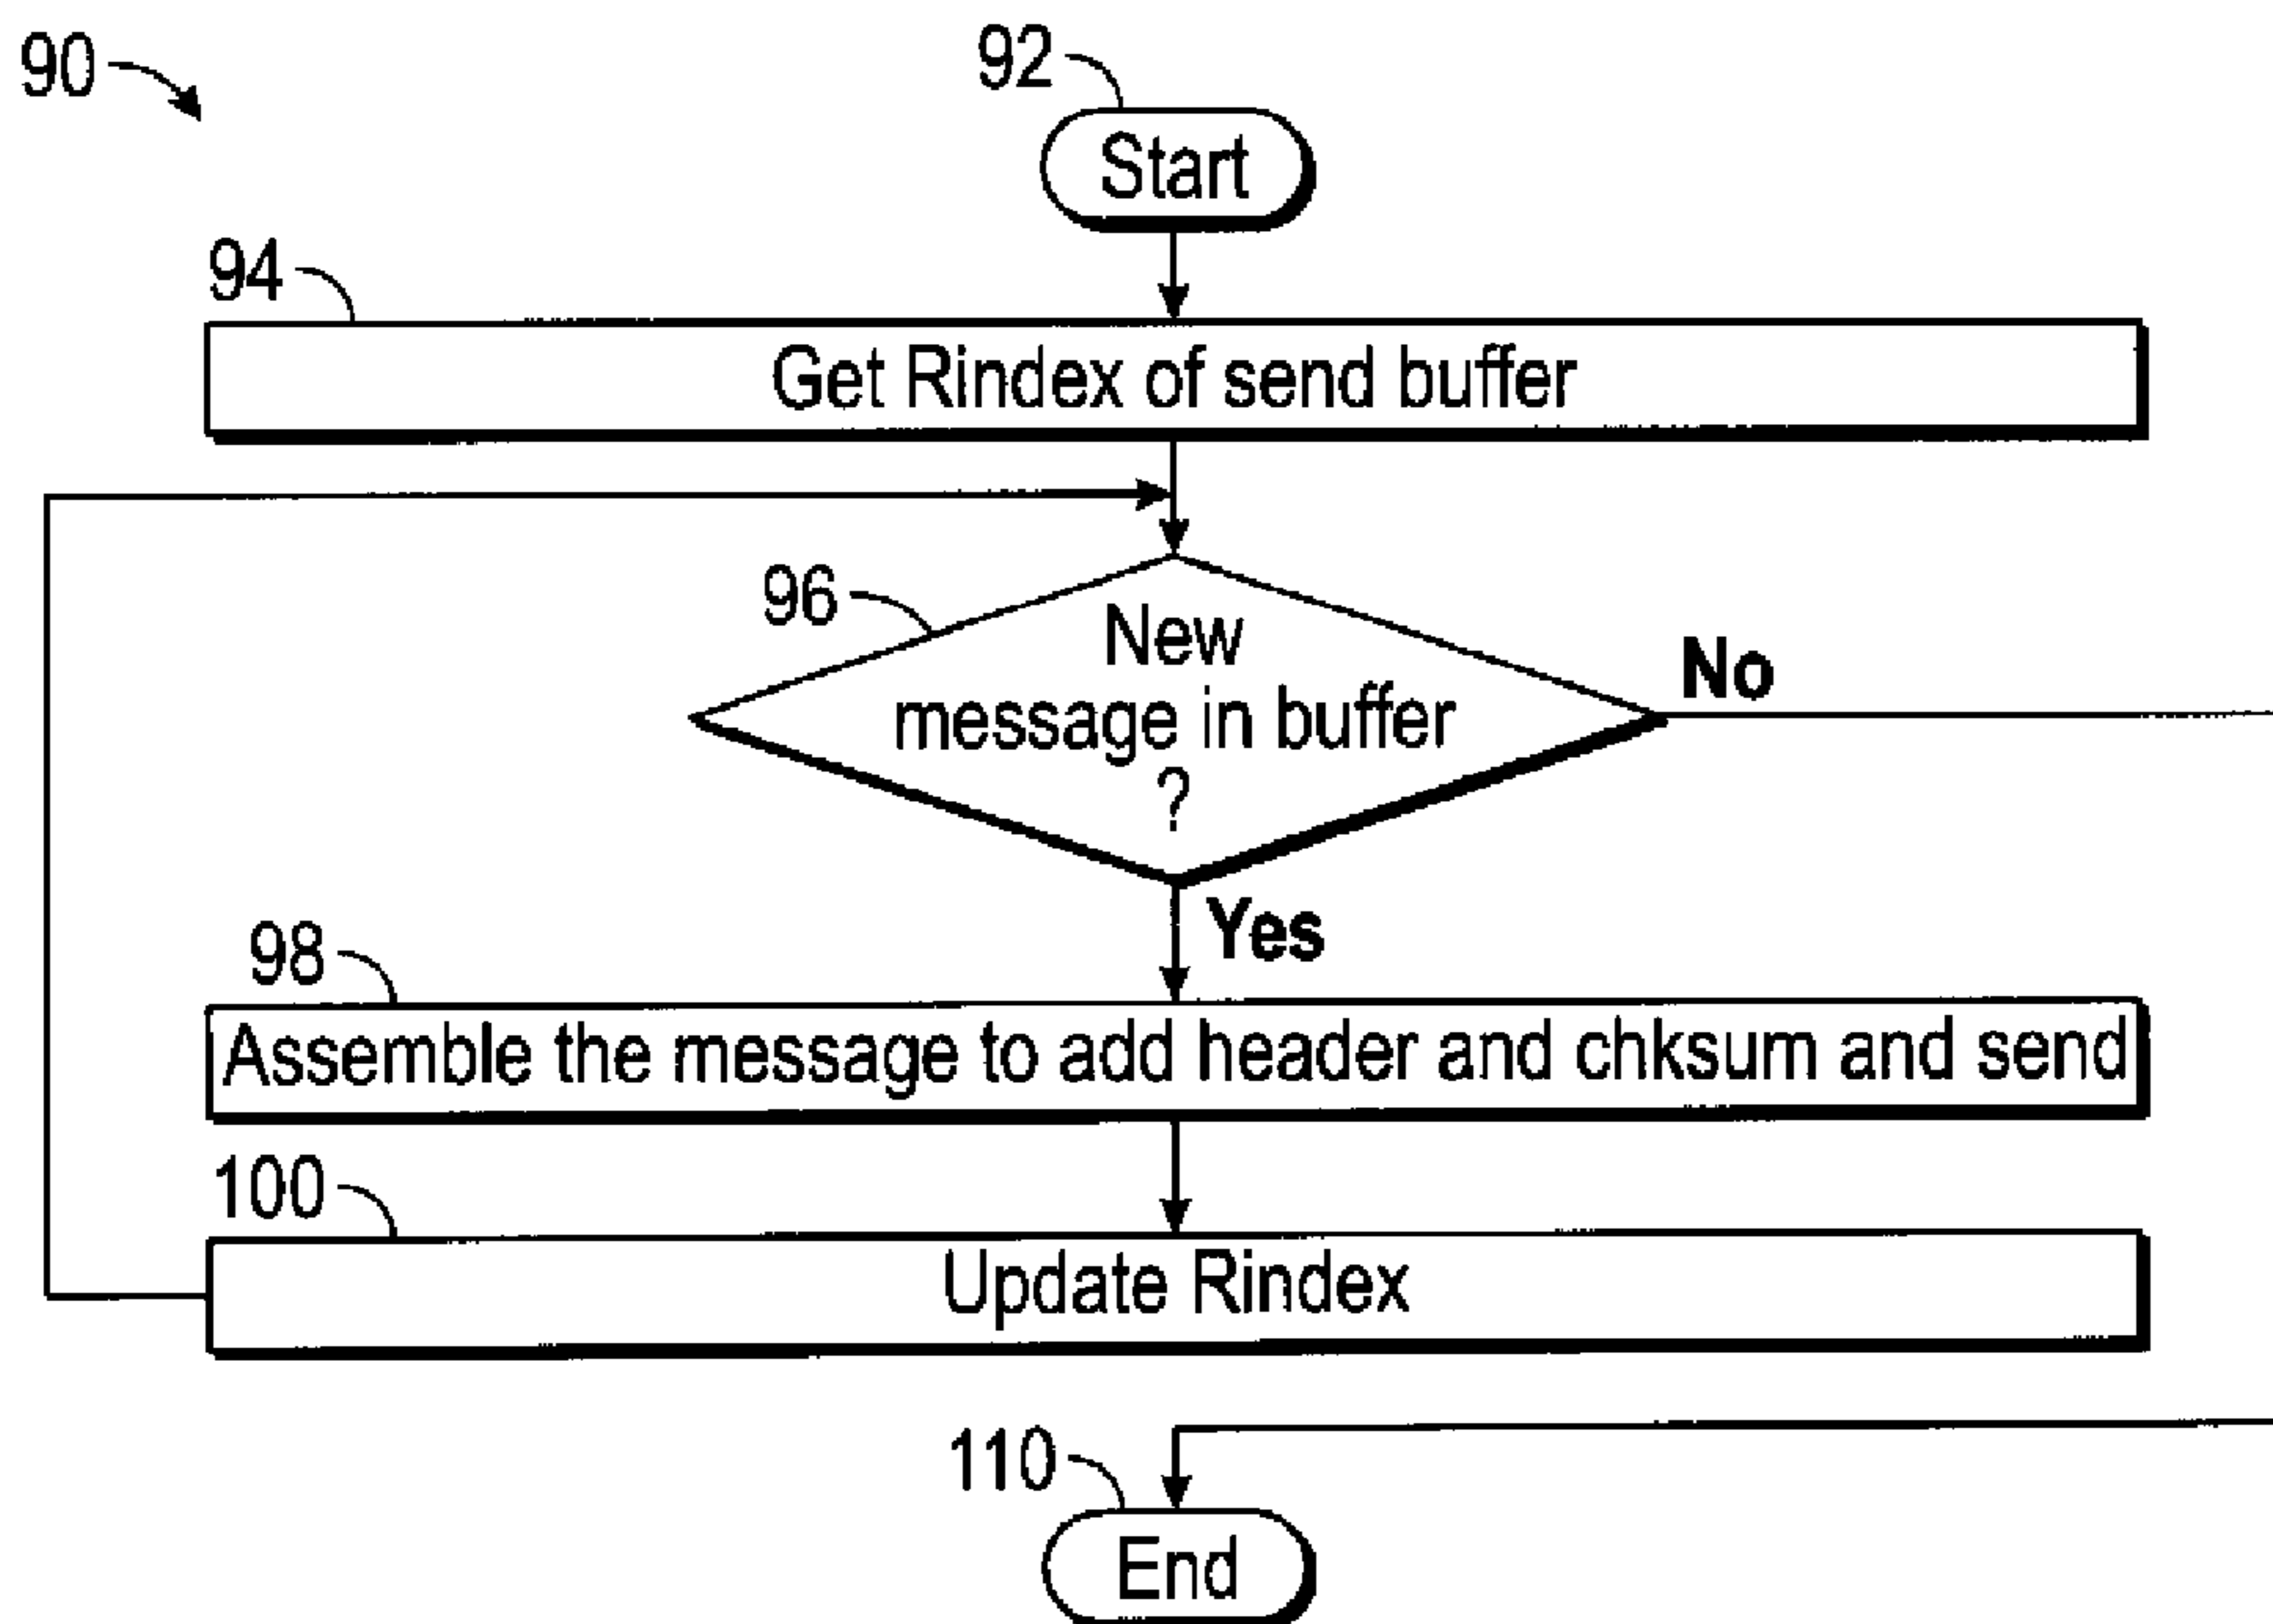 90
92
Start
94
Get Rindex of send buffer
96
New
message in buffer
?
No
Yes
98
Assemble the message to add header and chksum and send
100
Update Rindex
110
End